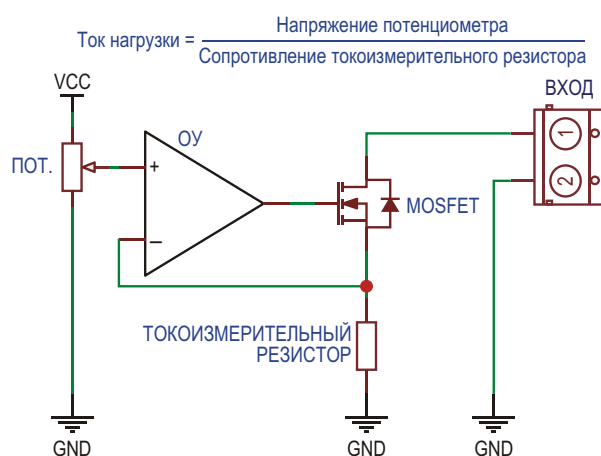 Ток нагрузки = Напряжение потенциометра
Сопротивление токоизмерительного резистора
VCC
ВХОД
ОУ
1
ПОТ.
+
2
MOSFET
−
ТОКОИЗМЕРИТЕЛЬНЫЙ
РЕЗИСТОР
GND
GND
GND